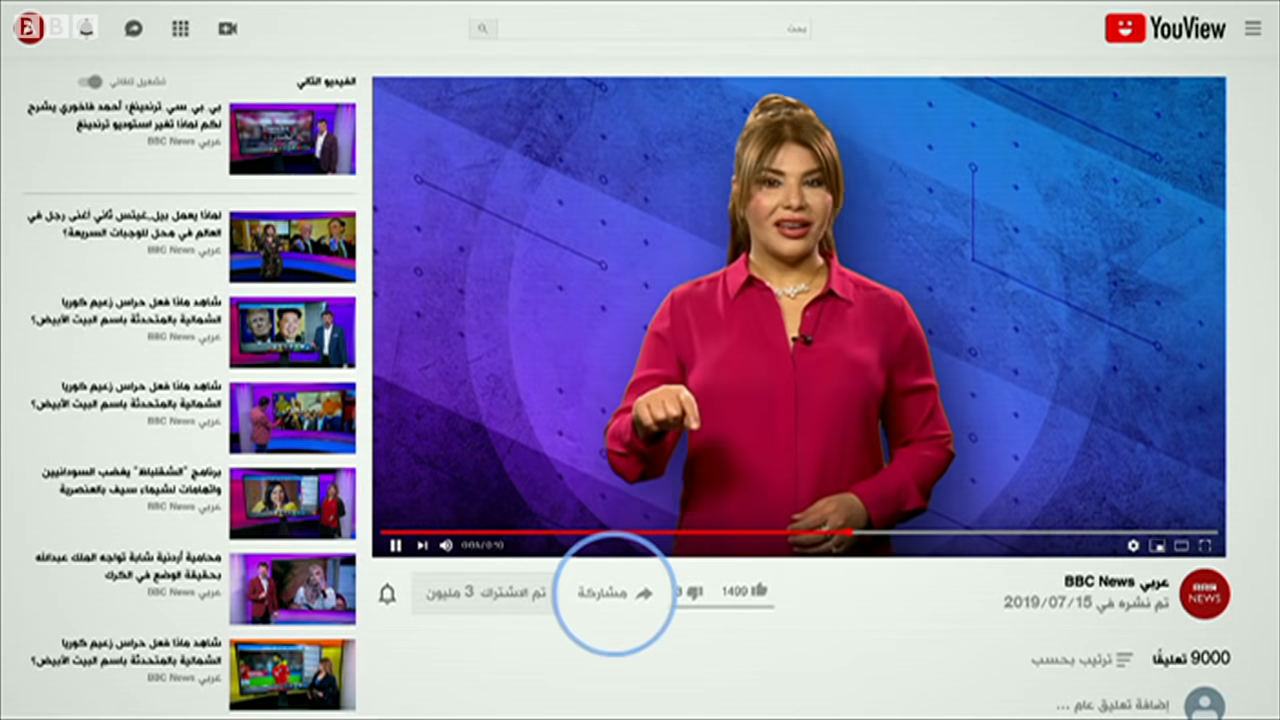 YouView
بحث
الفيديو التالي
تشغيل تلقائي
بي بي سي ترندينغ: أحمد فاخوري يشرح
لكم لماذا تغير استوديو ترندينغ
عربي BBC News
لماذا يعمل بيل غيتس ثاني أغنى رجل في
العالم في محل للوجبات السريعة؟
عربي BBC News
شاهد ماذا فعل حراس زعيم كوريا
الشمالية بالمتحدثة باسم البيت الأبيض؟
عربي BBC News
شاهد ماذا فعل حراس زعيم كوريا
الشمالية بالمتحدثة باسم البيت الأبيض؟
عربي BBC News
برنامج "الشقلباظ" يغضب السودانيين
واتهامات لشيماء سيف بالعنصرية
عربي BBC News
محامية أردنية شابة تواجه الملك عبدالله
بحقيقة الوضع في الكرك
عربي BBC News
شاهد ماذا فعل حراس زعيم كوريا
الشمالية بالمتحدثة باسم البيت الأبيض؟
عربي BBC News
عربي BBC News
تم نشره في 2019/07/15
BBC
NEWS
1499
مشاركة
تم الاشتراك 3 مليون
9000 تعليقًا
ترتيب بحسب
إضافة تعليق عام ...